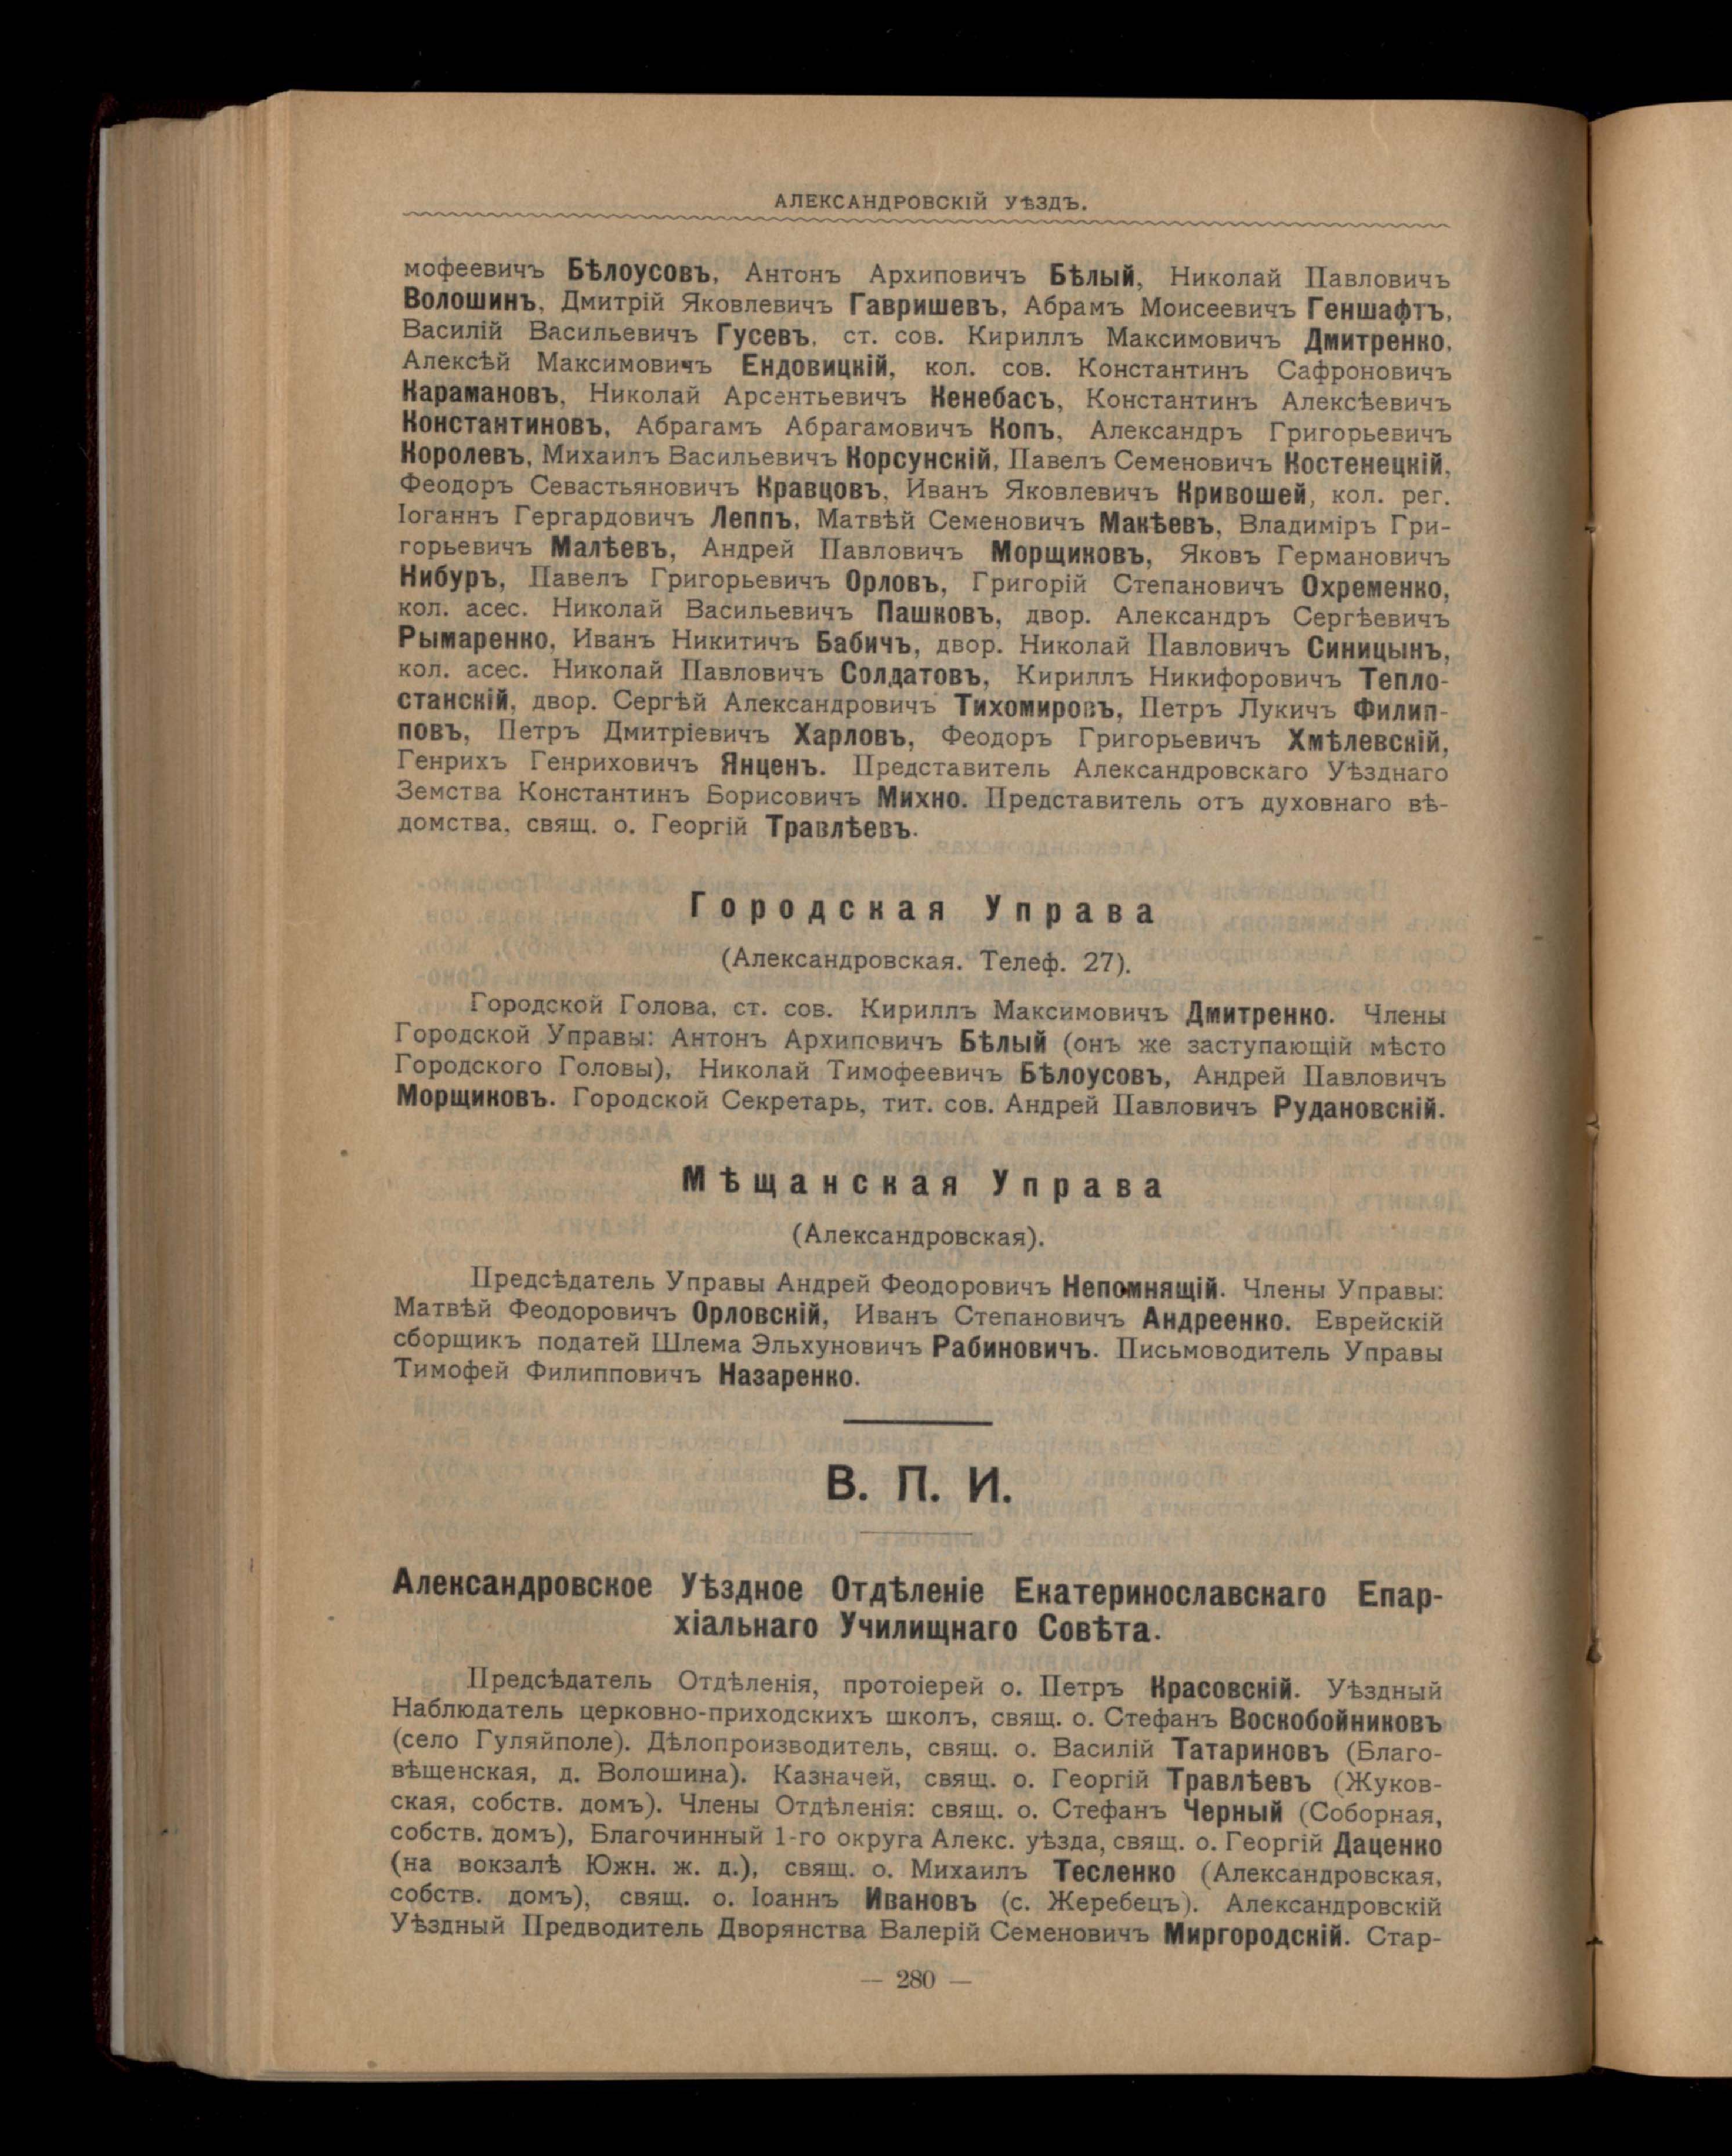 АЛЕКСАНДРОВСКІЙ УѢЗДЪ.
мофеевичъ Бѣлоусовъ, Антонъ Архиповичъ Бѣлый, Николай Павловичъ
Волошинъ, Дмитрій Яковлевичъ Гавришевъ, Абрамъ Моисеевичъ Геншафтъ,
Василій Васильевичъ Гусевъ, ст. сов. Кириллъ Максимовичъ Дмитренко,
Алексѣй Максимовичъ Ендовицкій, кол. сов. Константинъ Сафроновичъ
Карамановъ, Николай Арсентьевичъ Кенебасъ, Константинъ Алексѣевичъ
Константиновъ, Абрагамъ Абрагамовичъ Копъ, Александръ Григорьевичъ
Королевъ, Михаилъ Васильевичъ Корсунскій, Павелъ Семеновичъ Костенецкій,
Феодоръ Севастьяновичъ Кравцовъ, Иванъ Яковлевичъ Кривошей, кол. рег.
Іоганнъ Гергардовичъ Леппъ, Матвѣй Семеновичъ Макѣевъ, Владиміръ Гри-
горьевичъ Малѣевъ, Андрей Павловичъ Морщиковъ, Яковъ Германовичъ
Нибуръ, Павелъ Григорьевичъ Орловъ, Григорій Степановичъ Охременко,
кол. асес. Николай Васильевичъ Пашковъ, двор. Александръ Сергѣевичъ
Рымаренко, Иванъ Никитичъ Бабичъ, двор. Николай Павловичъ Синицынъ,
кол. асес. Николай Павловичъ Солдатовъ, Кириллъ Никифоровичъ Тепло-
станскій, двор. Сергѣй Александровичъ Тихомировъ, Петръ Лукичъ Филип-
повъ, Петръ Дмитріевичъ Харловъ, Феодоръ Григорьевичъ Хмѣлевскій,
Генрихъ Генриховичъ Янценъ. Представитель Александровскаго Уѣзднаго
Земства Константинъ Борисовичъ Михно. Представитель отъ духовнаго вѣ-
домства, свящ. о. Георгій Травлѣевъ.
Городская Управа
(Александровская. Телеф. 27).
Городской Голова, ст. сов. Кириллъ Максимовичъ Дмитренко. Члены
Городской Управы: Антонъ Архиповичъ Бѣлый (онъ же заступающій мѣсто
Городского Головы), Николай Тимофеевичъ Бѣлоусовъ, Андрей Павловичъ
Морщиковъ. Городской Секретарь, тит. сов. Андрей Павловичъ Рудановскій.
Мѣщанская Управа
(Александровская).
Предсѣдатель Управы Андрей Феодоровичъ Непомнящій. Члены Управы:
Матвѣй Феодоровичъ Орловскій, Иванъ Степановичъ Андреенко. Еврейскій
сборщикъ податей Шлема Эльхуновичъ Рабиновичъ. Письмоводитель Управы
Тимофей Филипповичъ Назаренко.
В. П. И.
Александровское Уѣздное Отдѣленіе Екатеринославскаго Епар-
хіальнаго Училищнаго Совѣта.
Предсѣдатель Отдѣленія, протоіерей о. Петръ Красовскій. Уѣздный
Наблюдатель церковно-приходскихъ школъ, свящ. о. Стефанъ Воскобойниковъ
(село Гуляйполе). Дѣлопроизводитель, свящ. о. Василій Татариновъ (Благо-
вѣщенская, д. Волошина). Казначей, свящ. о. Георгій Травлѣевъ (Жуков-
ская, собств. домъ). Члены Отдѣленія: свящ. о. Стефанъ Черный (Соборная,
собств. домъ), Благочинный 1-го округа Алекс. уѣзда, свящ. о. Георгій Даценко
(на вокзалѣ Южн. ж. д.), свящ. о. Михаилъ Тесленко (Александровская,
собств. домъ), свящ. о. Іоаннъ Ивановъ (с. Жеребецъ). Александровскій
Уѣздный Предводитель Дворянства Валерій Семеновичъ Миргородскій. Стар-
— 280 —